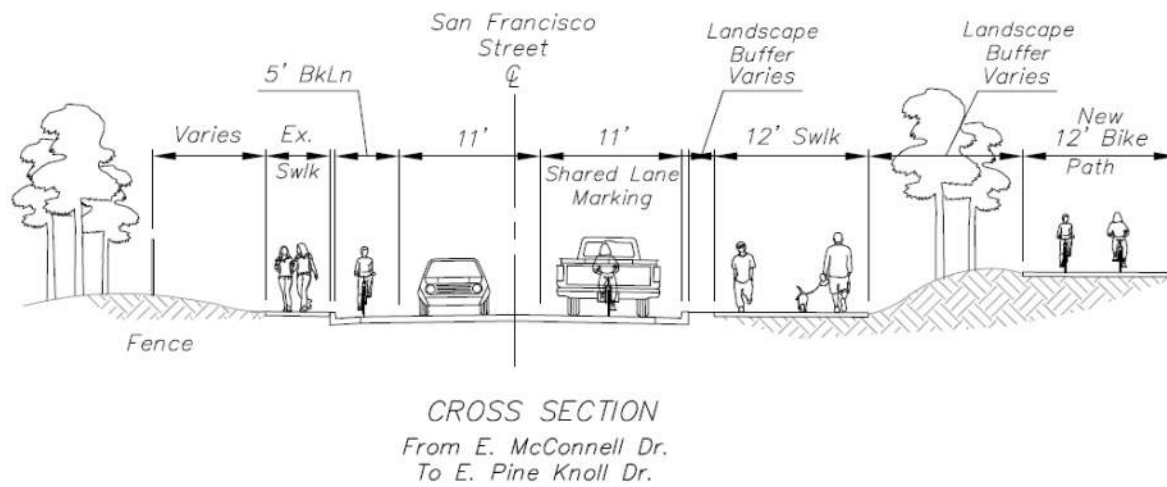 San Francisco
Street
℄
5' BkLn
Landscape
Buffer
Varies
Landscape
Buffer
Varies
Varies
Ex.
Swlk
11'
11'
Shared Lane
Marking
12' Swlk
New
12' Bike
Path
Fence
CROSS SECTION
From E. McConnell Dr.
To E. Pine Knoll Dr.